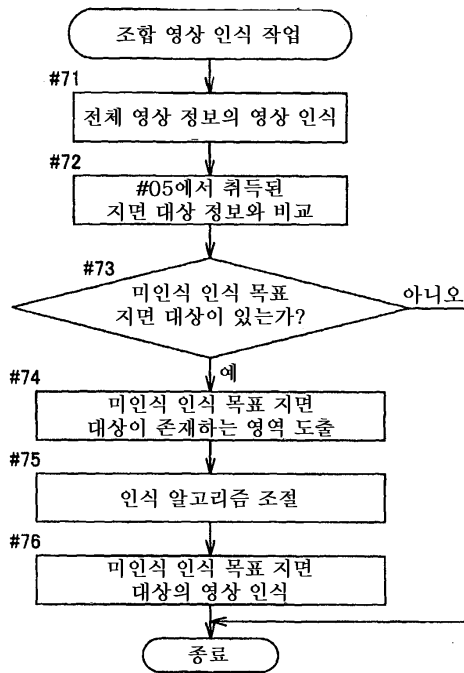 조합 영상 인식 작업
#71
전체 영상 정보의 영상 인식
#72
#05에서 취득된
지면 대상 정보와 비교
#73
미인식 인식 목표
지면 대상이 있는가?
아니오
예
#74
미인식 인식 목표 지면
대상이 존재하는 영역 도출
#75
인식 알고리즘 조절
#76
미인식 인식 목표 지면
대상의 영상 인식
종료